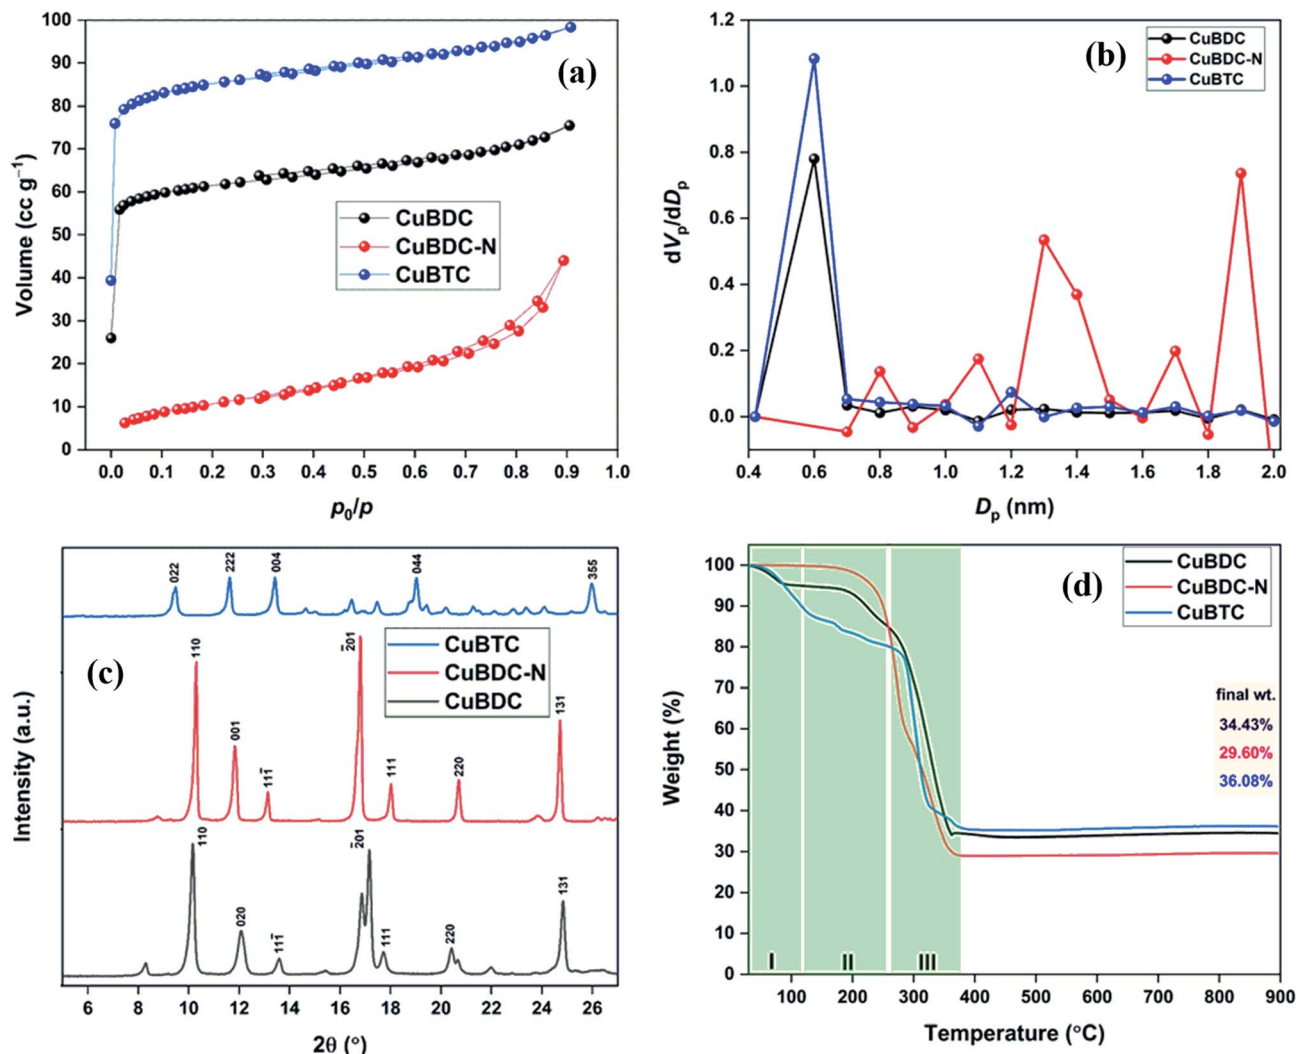 100
90
80
70
60
50
40
30
20
10
0
Volume (cc g⁻¹)
(a)
CuBDC
CuBDC-N
CuBTC
0.0 0.1 0.2 0.3 0.4 0.5 0.6 0.7 0.8 0.9 1.0
p₀/p
1.2
1.0
0.8
0.6
0.4
0.2
0.0
dVₚ/dDₚ
(b)
CuBDC
CuBDC-N
CuBTC
0.4 0.6 0.8 1.0 1.2 1.4 1.6 1.8 2.0
Dₚ (nm)
Intensity (a.u.)
022 222 004 044 355
(c)
CuBTC
CuBDC-N
CuBDC
110 001 11̅1̅ 2̅01 111 220 131
110 020 11̅1̅ 2̅01 111 220 131
6 8 10 12 14 16 18 20 22 24 26
2θ (°)
100
90
80
70
60
50
40
30
20
10
0
Weight (%)
(d)
CuBDC
CuBDC-N
CuBTC
final wt.
34.43%
29.60%
36.08%
I II III
100 200 300 400 500 600 700 800 900
Temperature (°C)